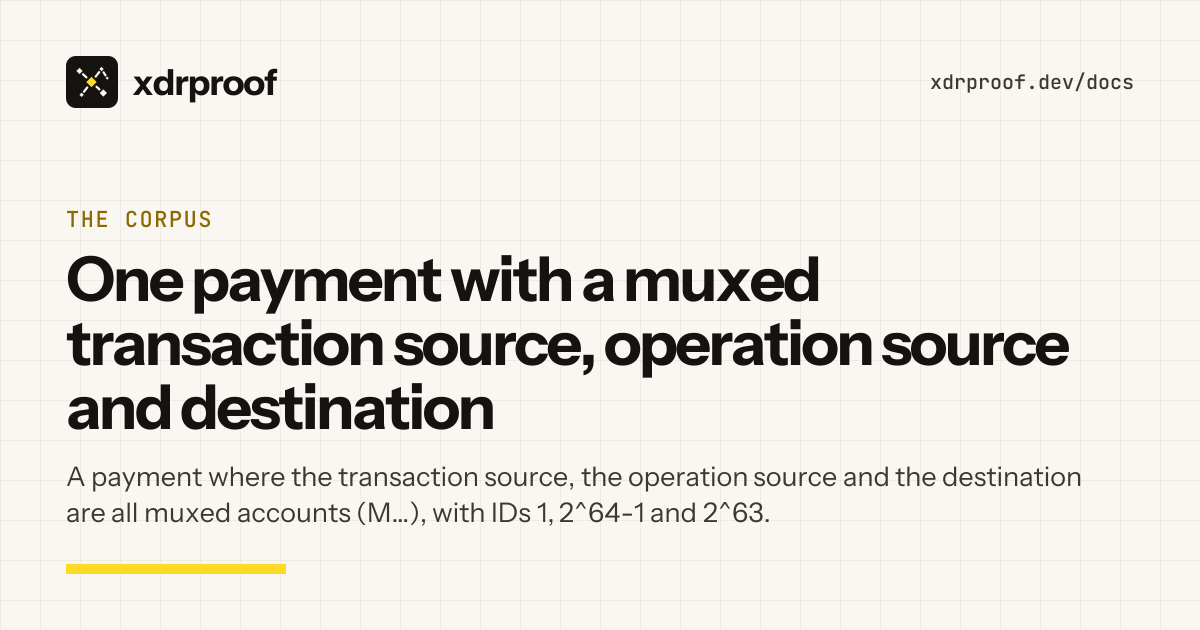 xdrproof
xdrproof.dev/docs
THE CORPUS
One payment with a muxed
transaction source, operation source
and destination
A payment where the transaction source, the operation source and the destination
are all muxed accounts (M…), with IDs 1, 2^64-1 and 2^63.